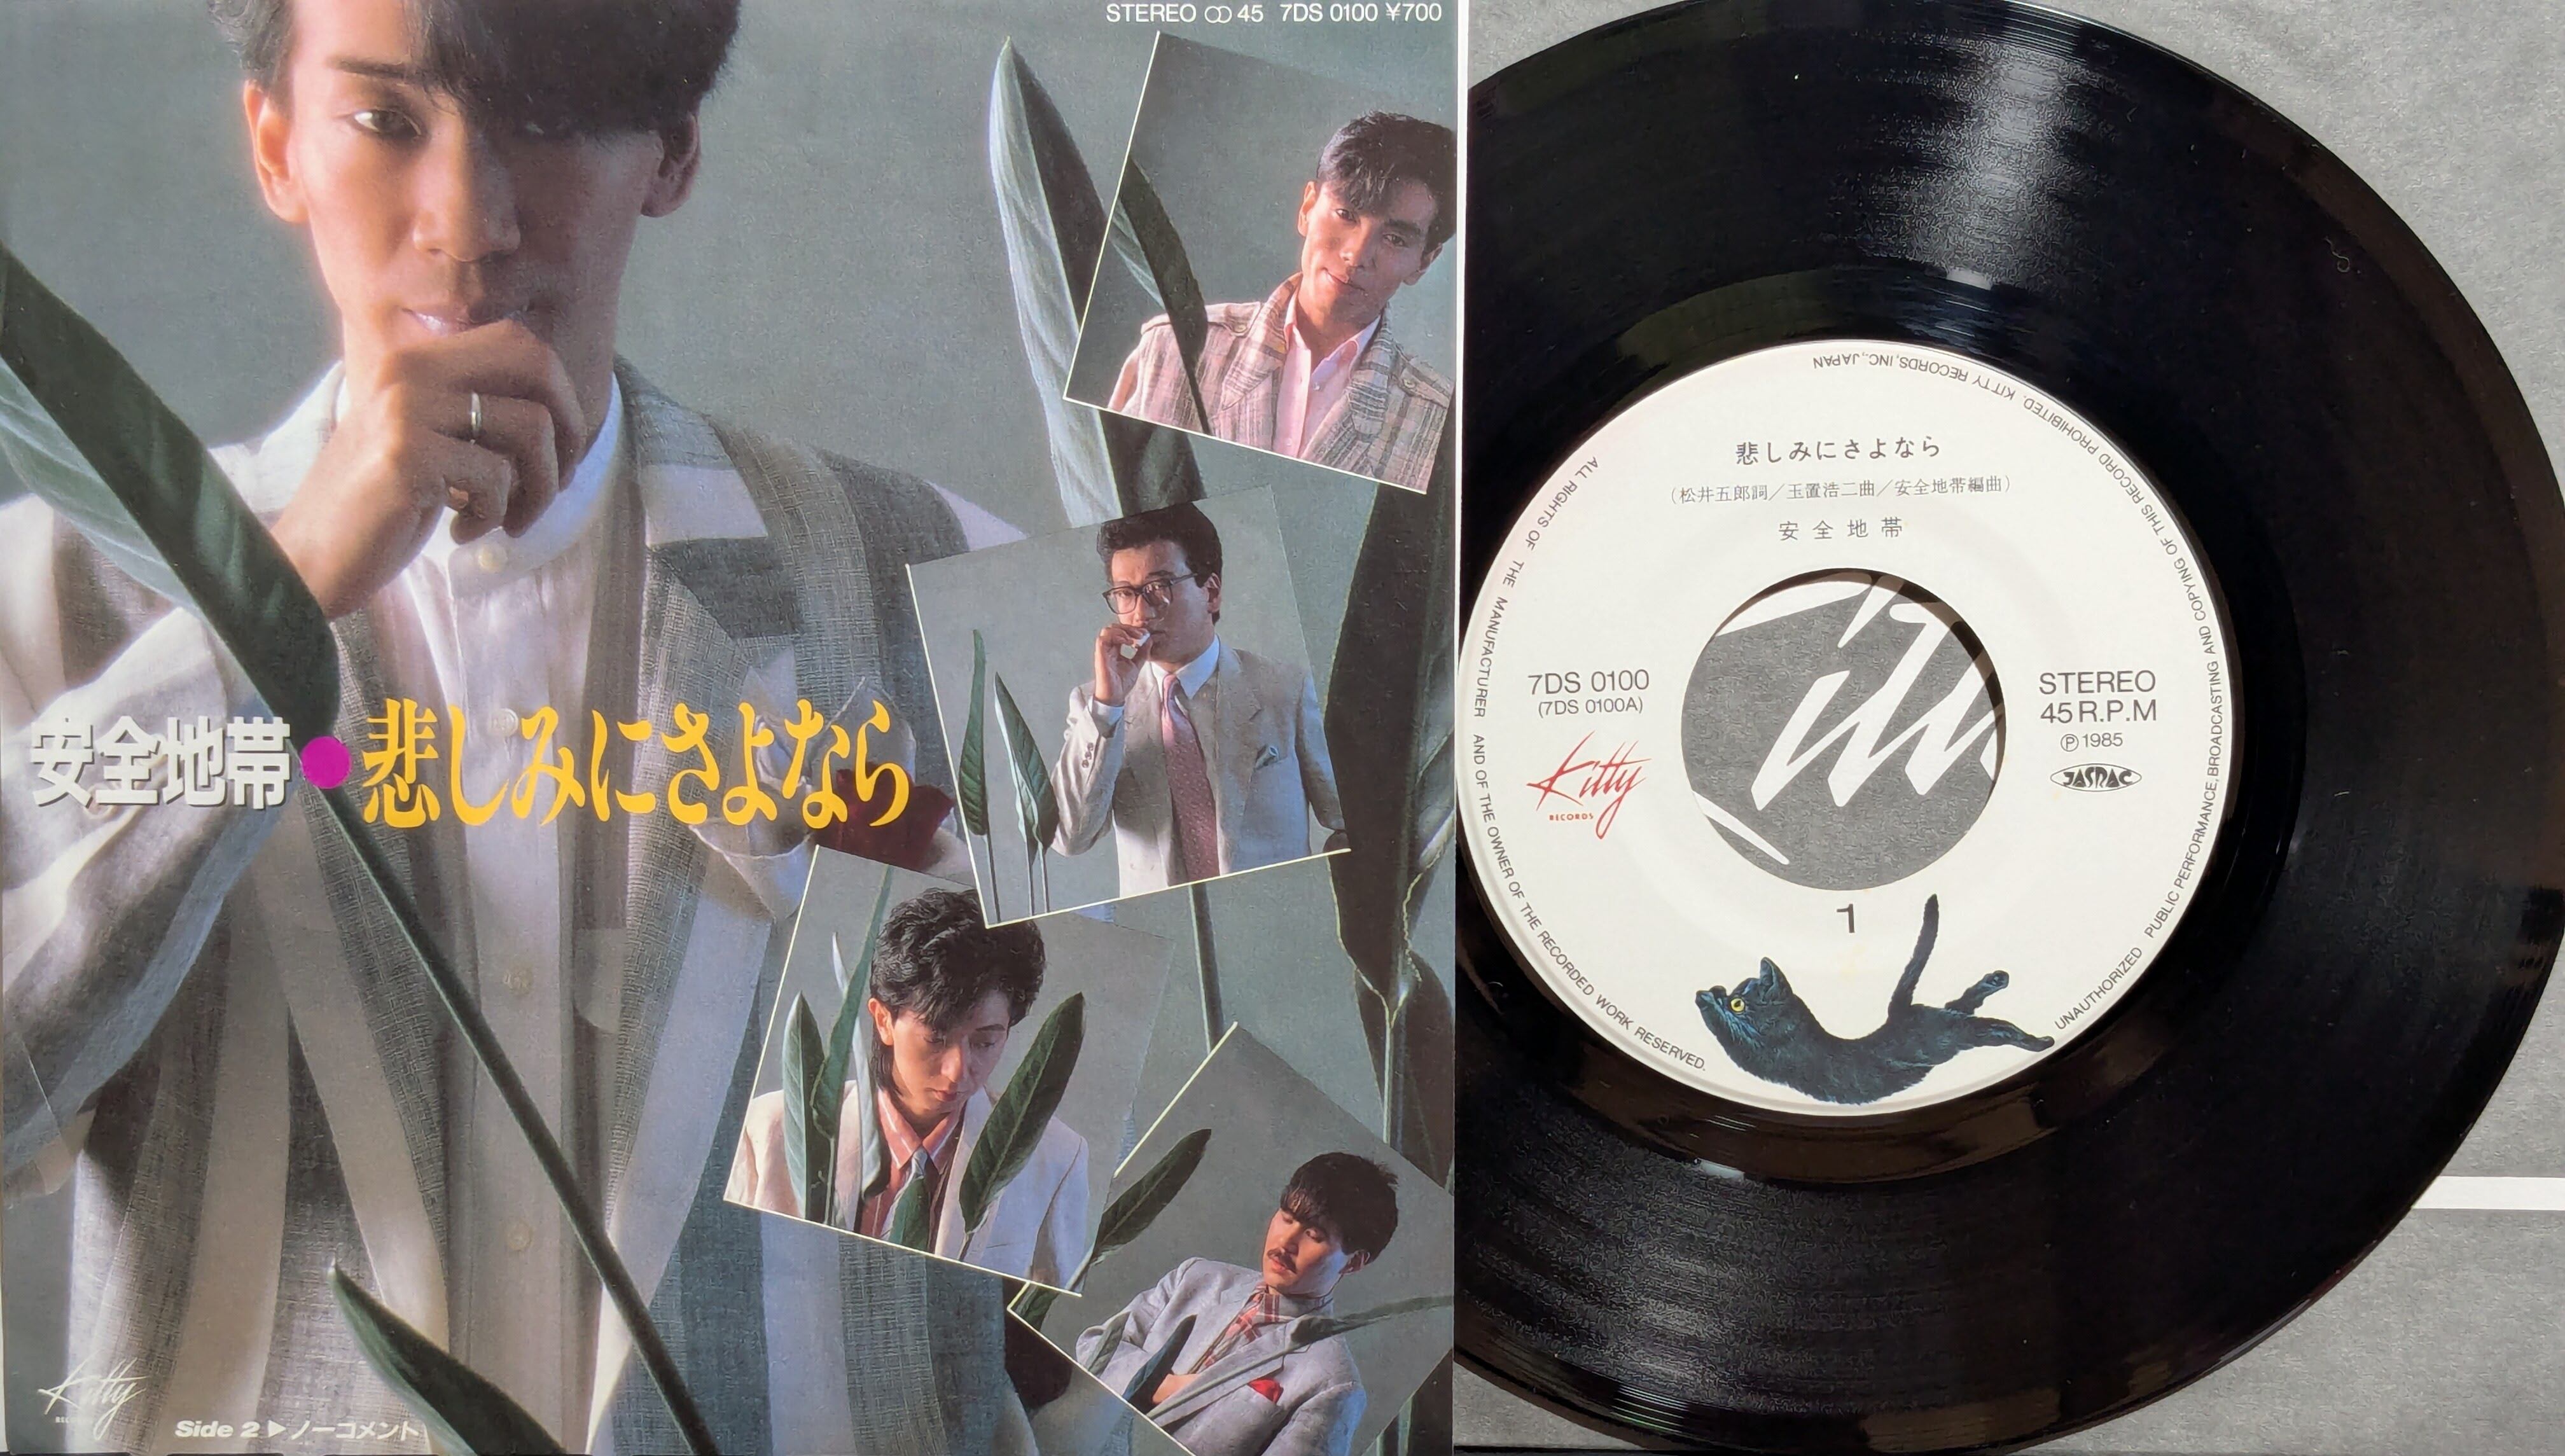 STEREO ⚭ 45 7DS 0100 ¥700
安全地帯●悲しみにさよなら
Kitty
RECORDS
Side 2▶ノーコメント
悲しみにさよなら
(松井五郎詞/玉置浩二曲/安全地帯編曲)
安全地帯
7DS 0100
(7DS 0100A)
Kitty
RECORDS
STEREO
45 R.P.M
Ⓟ1985
JASRAC
1
ALL RIGHTS OF THE MANUFACTURER AND OF THE OWNER OF THE RECORDED WORK RESERVED.
UNAUTHORIZED PUBLIC PERFORMANCE, BROADCASTING AND COPYING OF THIS RECORD PROHIBITED. KITTY RECORDS, INC., JAPAN